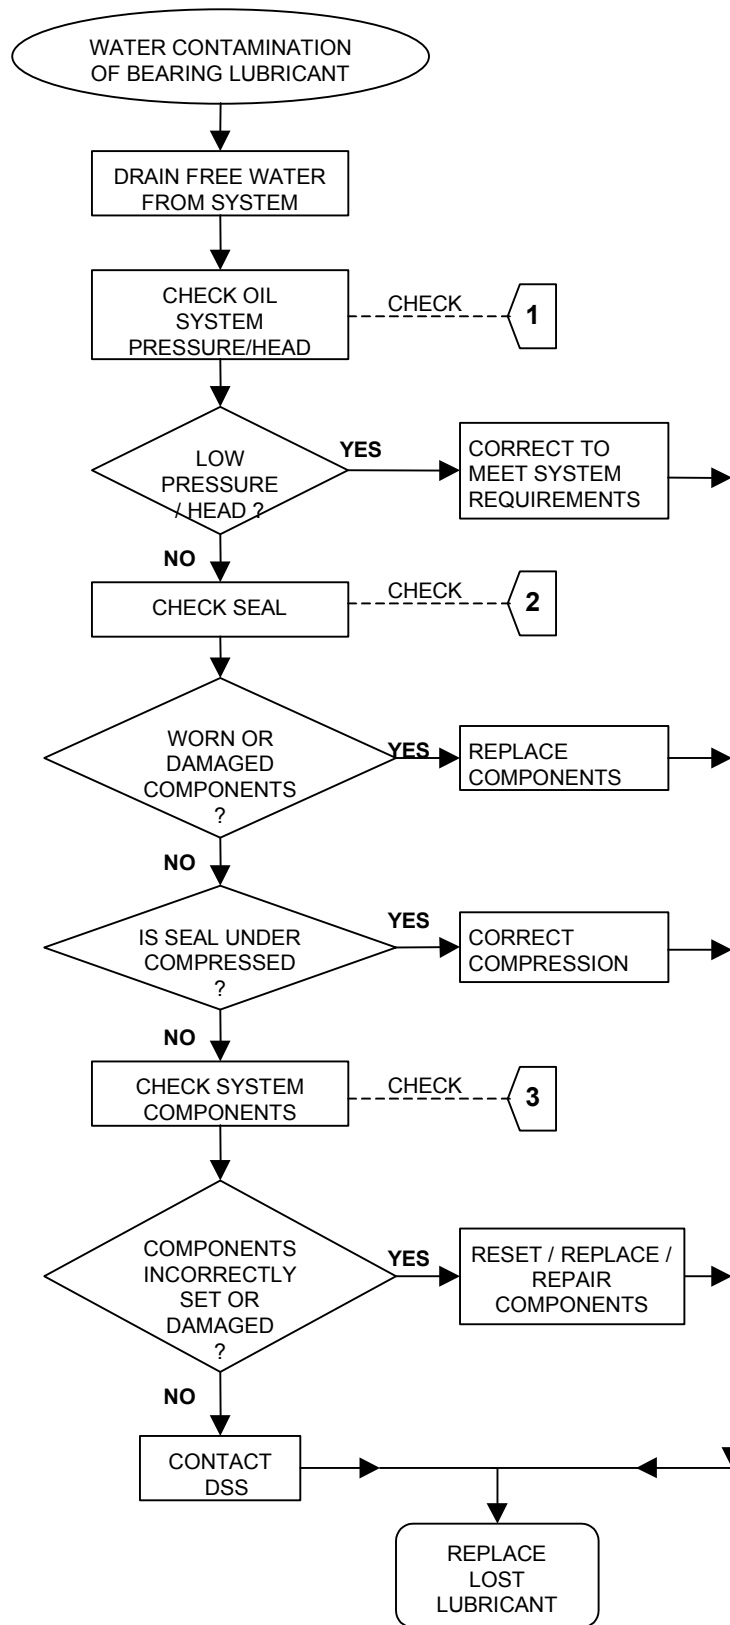 WATER CONTAMINATION
OF BEARING LUBRICANT
DRAIN FREE WATER
FROM SYSTEM
CHECK OIL
SYSTEM
PRESSURE/HEAD
CHECK
1
LOW
PRESSURE
/ HEAD ?
YES
CORRECT TO
MEET SYSTEM
REQUIREMENTS
NO
CHECK SEAL
CHECK
2
WORN OR
DAMAGED
COMPONENTS
?
YES
REPLACE
COMPONENTS
NO
IS SEAL UNDER
COMPRESSED
?
YES
CORRECT
COMPRESSION
NO
CHECK SYSTEM
COMPONENTS
CHECK
3
COMPONENTS
INCORRECTLY
SET OR
DAMAGED
?
YES
RESET / REPLACE /
REPAIR
COMPONENTS
NO
CONTACT
DSS
REPLACE
LOST
LUBRICANT